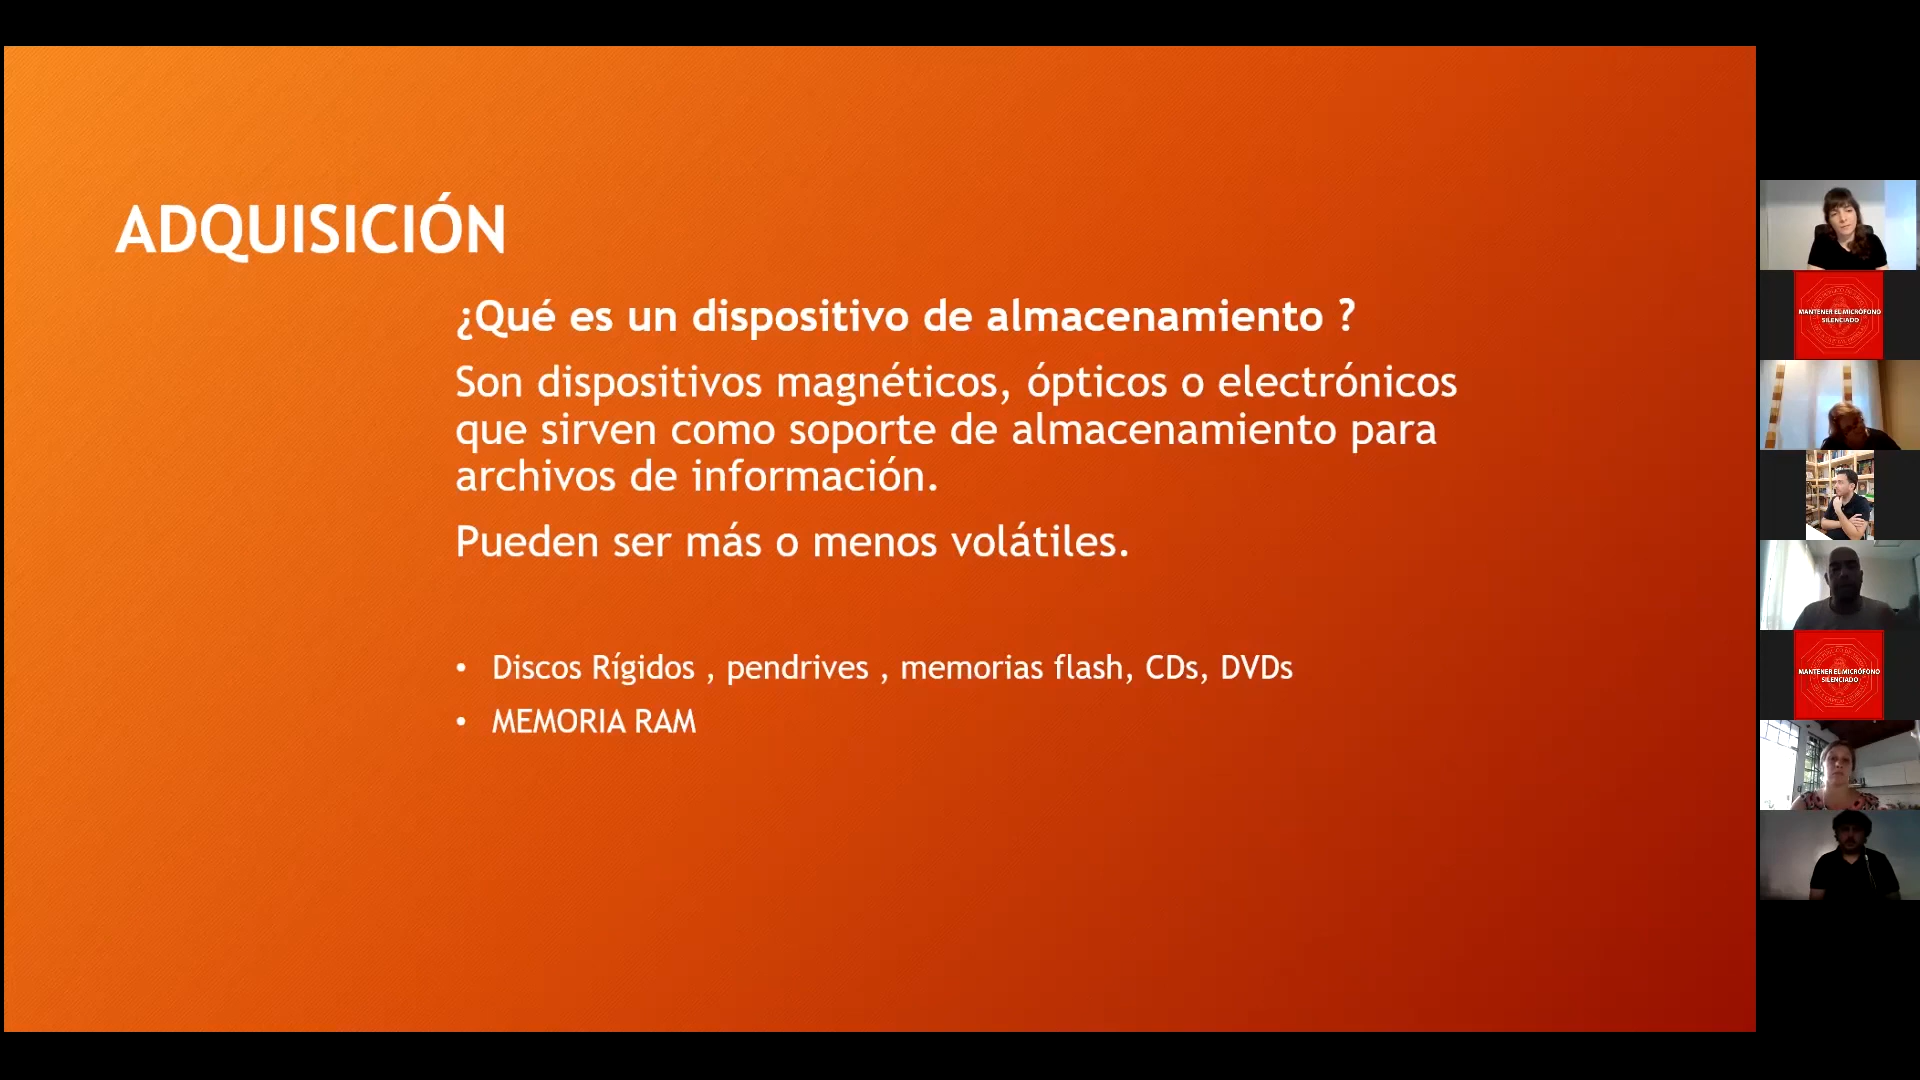 ADQUISICIÓN
¿Qué es un dispositivo de almacenamiento ?
Son dispositivos magnéticos, ópticos o electrónicos
que sirven como soporte de almacenamiento para
archivos de información.
Pueden ser más o menos volátiles.
• Discos Rígidos , pendrives , memorias flash, CDs, DVDs
• MEMORIA RAM
MANTENER EL MICRÓFONO
SILENCIADO
MANTENER EL MICRÓFONO
SILENCIADO